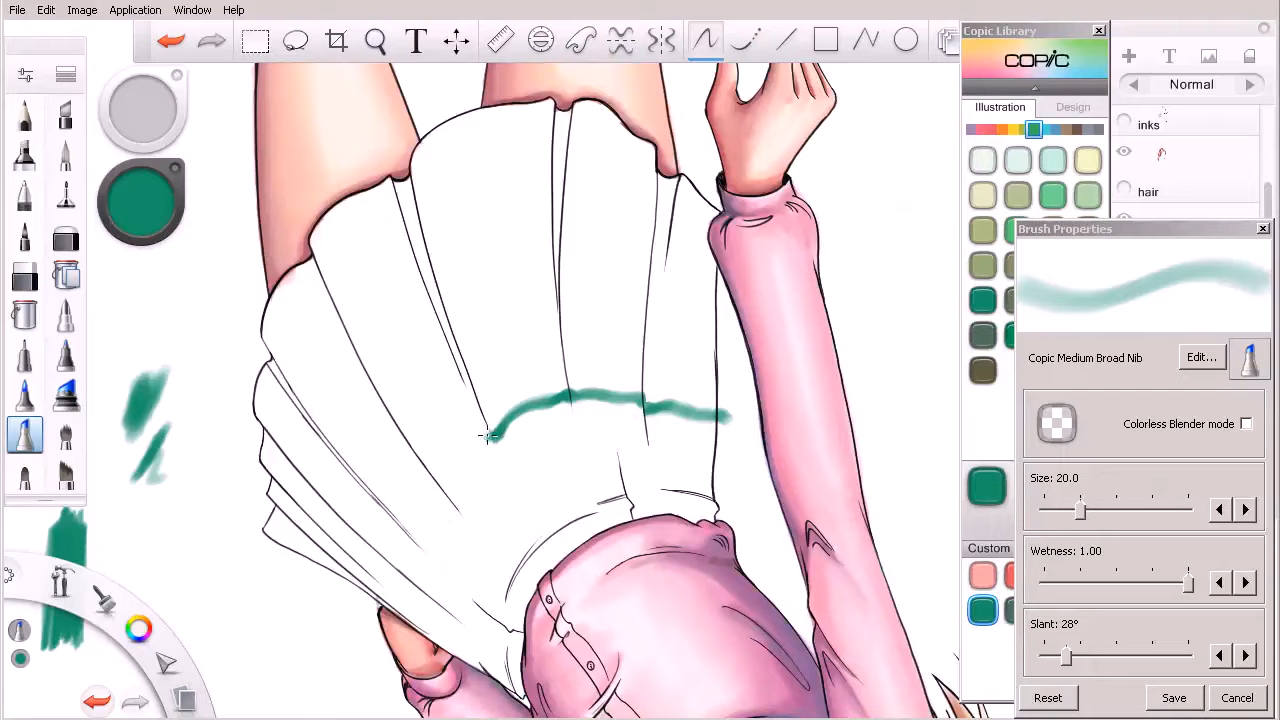 File Edit Image Application Window Help
Copic Library
COPIC
Normal
Illustration Design
inks
hair
Brush Properties
Copic Medium Broad Nib
Edit...
Colorless Blender mode
Size: 20.0
Wetness: 1.00
Custom
Slant: 28°
Reset Save Cancel